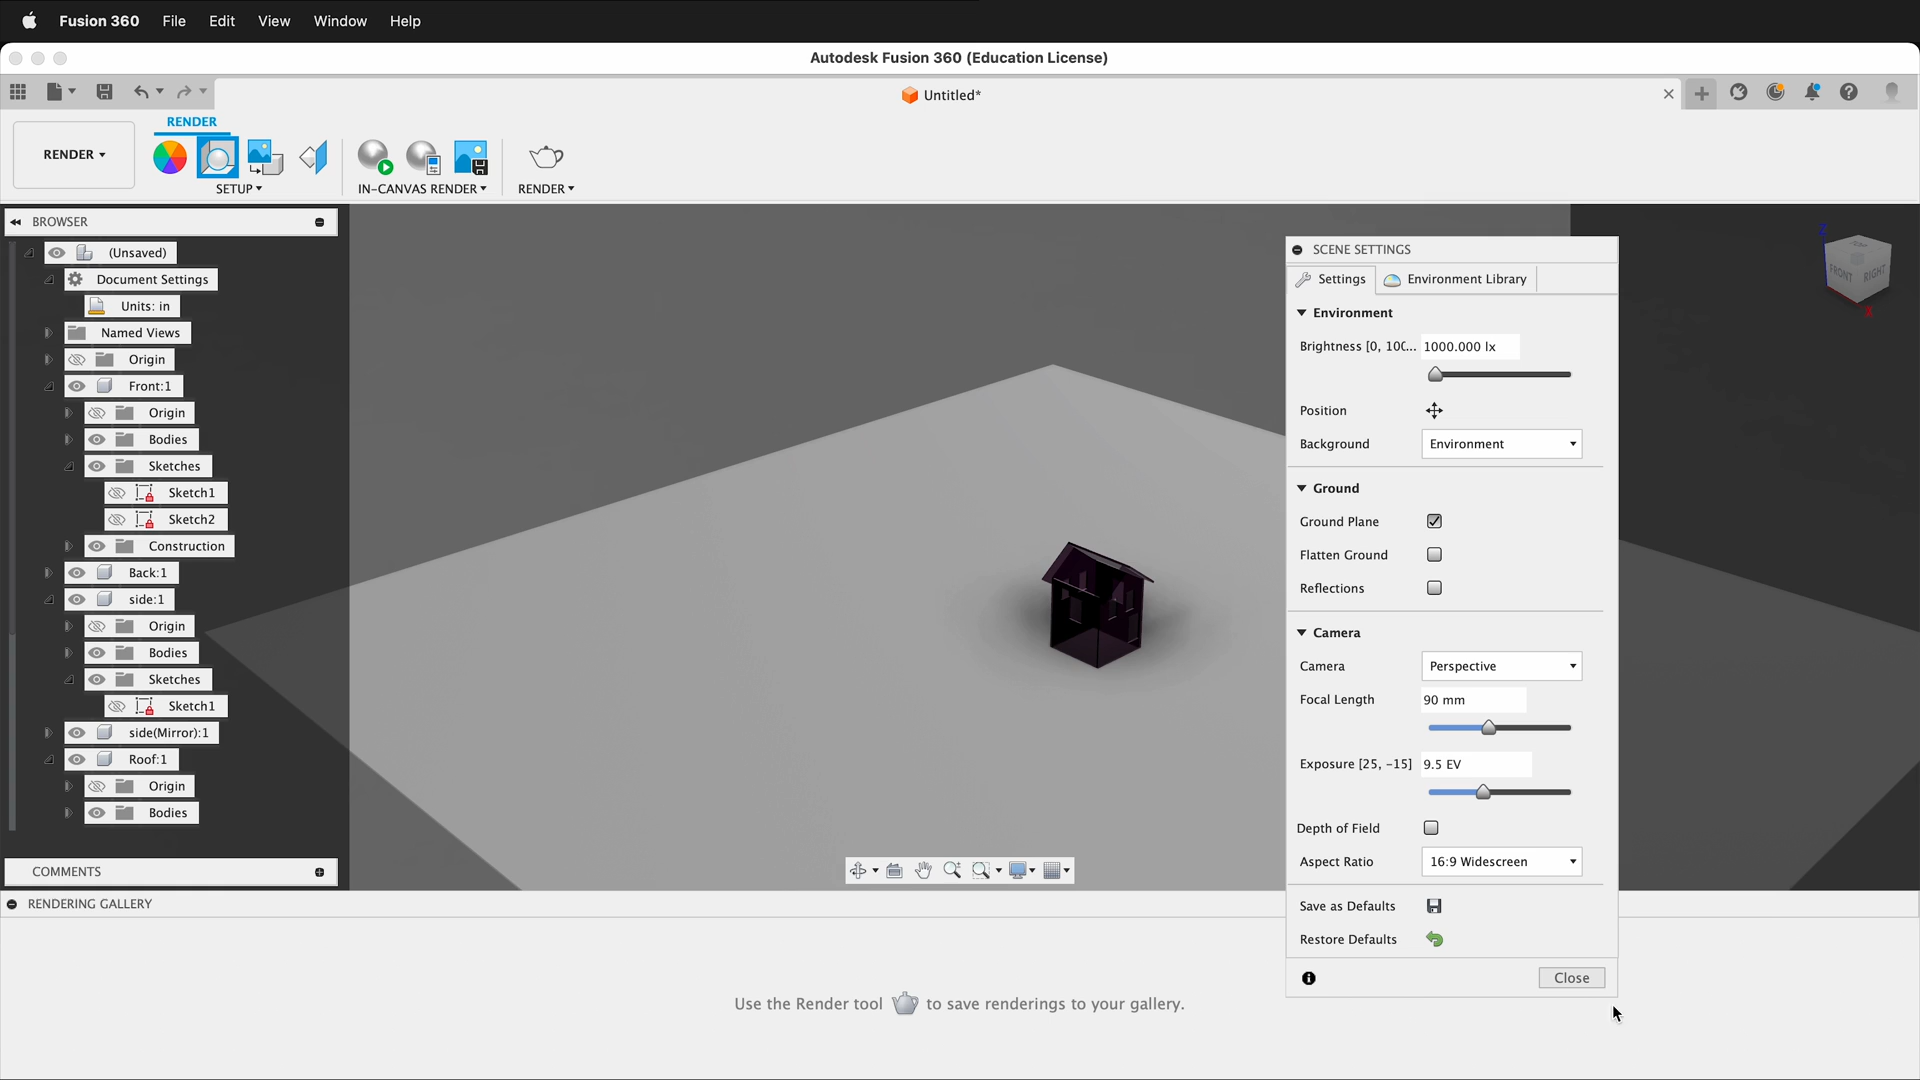 Fusion 360 File Edit View Window Help
Autodesk Fusion 360 (Education License)
Untitled*
RENDER
RENDER
SETUP
IN-CANVAS RENDER
RENDER
BROWSER
(Unsaved)
Document Settings
Units: in
Named Views
Origin
Front:1
Origin
Bodies
Sketches
Sketch1
Sketch2
Construction
Back:1
side:1
Origin
Bodies
Sketches
Sketch1
side(Mirror):1
Roof:1
Origin
Bodies
COMMENTS
SCENE SETTINGS
Settings Environment Library
Environment
Brightness [0, 100... 1000.000 lx
Position
Background Environment
Ground
Ground Plane
Flatten Ground
Reflections
Camera
Camera Perspective
Focal Length 90 mm
Exposure [25, -15] 9.5 EV
Depth of Field
Aspect Ratio 16:9 Widescreen
Save as Defaults
Restore Defaults
Close
Z
FRONT RIGHT
X
RENDERING GALLERY
Use the Render tool to save renderings to your gallery.